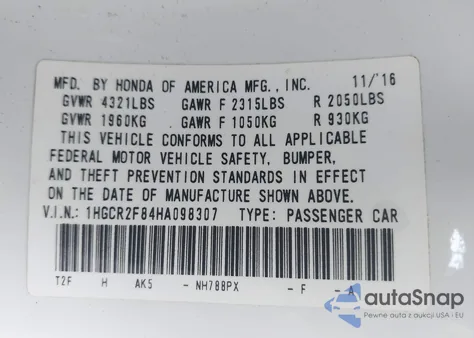 MFD. BY HONDA OF AMERICA MFG., INC. 11/'16
GVWR 4321LBS GAWR F 2315LBS R 2050LBS
GVWR 1960KG GAWR F 1050KG R 930KG
THIS VEHICLE CONFORMS TO ALL APPLICABLE
FEDERAL MOTOR VEHICLE SAFETY, BUMPER,
AND THEFT PREVENTION STANDARDS IN EFFECT
ON THE DATE OF MANUFACTURE SHOWN ABOVE.
V.I.N.: 1HGCR2F84HA098307 TYPE: PASSENGER CAR
T2F H AK5 - NH788PX - F - A
autoSnap
Pewne auta z aukcji USA i EU